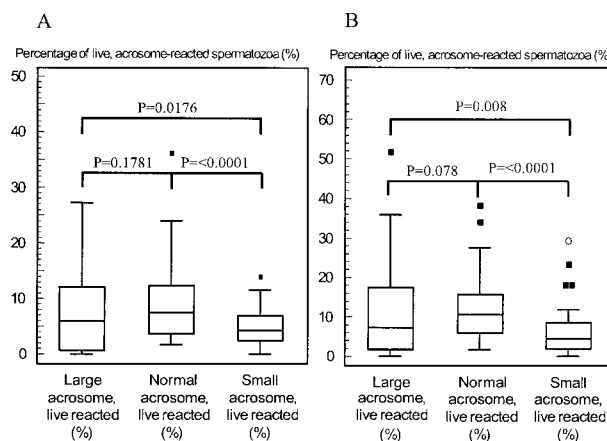 A
Percentage of live, acrosome-reacted spermatozoa (%)
50
40
30
20
10
0
P=0.0176
P=0.1781
P=<0.0001
Large acrosome, live reacted (%)
Normal acrosome, live reacted (%)
Small acrosome, live reacted (%)
B
Percentage of live, acrosome-reacted spermatozoa (%)
70
60
50
40
30
20
10
0
P=0.008
P=0.078
P=<0.0001
Large acrosome, live reacted (%)
Normal acrosome, live reacted (%)
Small acrosome, live reacted (%)